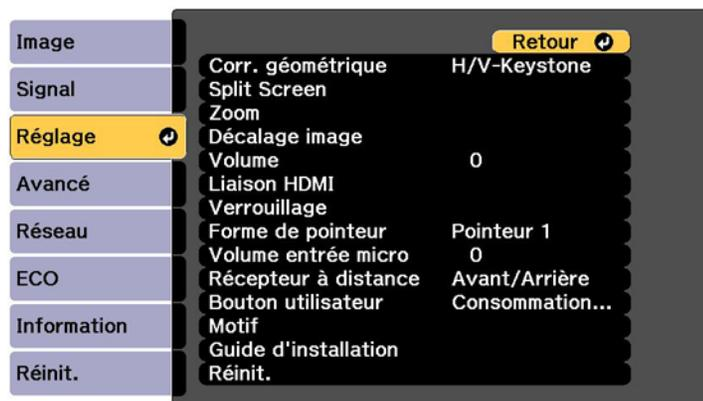 Image
Signal
Réglage
Avancé
Réseau
ECO
Information
Réinit.
Retour
Corr. géométrique H/V-Keystone
Split Screen
Zoom
Décalage image
Volume 0
Liaison HDMI
Verrouillage
Forme de pointeur Pointeur 1
Volume entrée micro 0
Récepteur à distance Avant/Arrière
Bouton utilisateur Consommation...
Motif
Guide d'installation
Réinit.